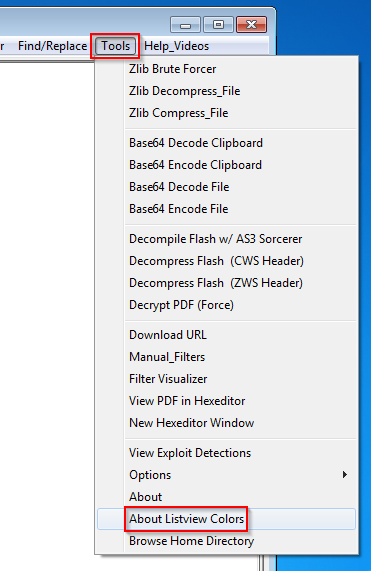 r Find/Replace Tools Help_Videos
Zlib Brute Forcer
Zlib Decompress_File
Zlib Compress_File
Base64 Decode Clipboard
Base64 Encode Clipboard
Base64 Decode File
Base64 Encode File
Decompile Flash w/ AS3 Sorcerer
Decompress Flash  (CWS Header)
Decompress Flash  (ZWS Header)
Decrypt PDF (Force)
Download URL
Manual_Filters
Filter Visualizer
View PDF in Hexeditor
New Hexeditor Window
View Exploit Detections
Options
About
About Listview Colors
Browse Home Directory